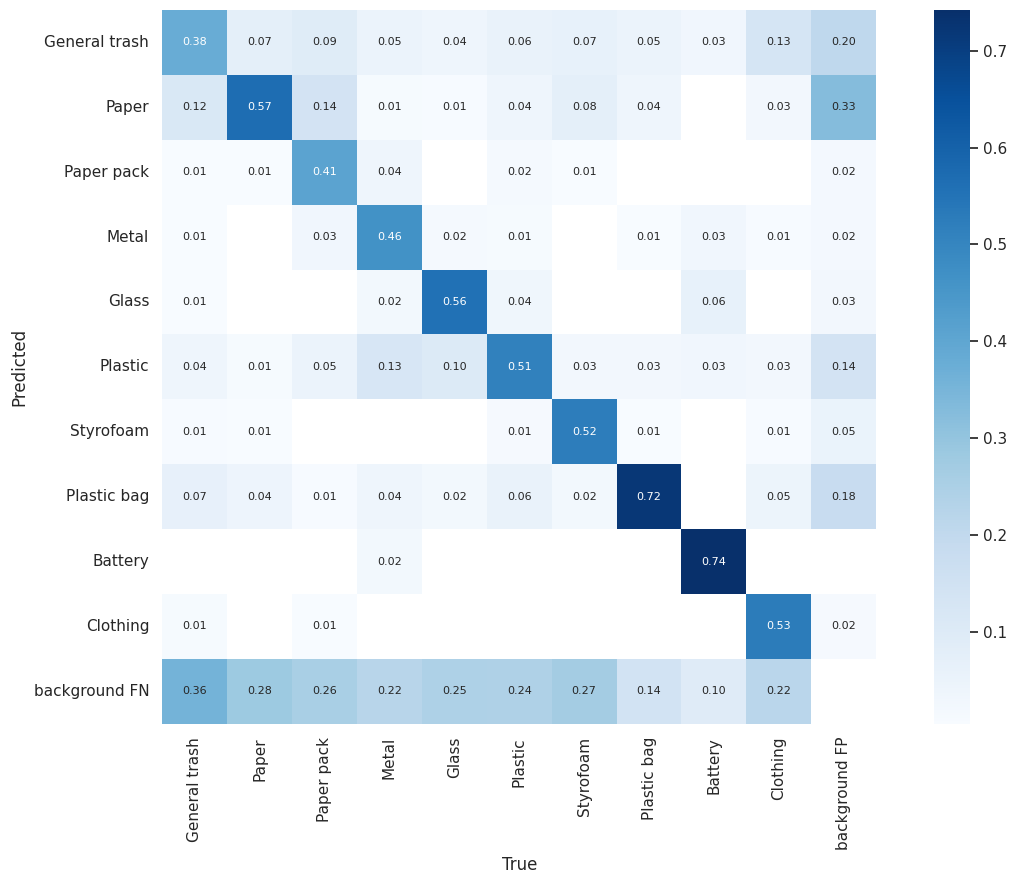 General trash 0.38 0.07 0.09 0.05 0.04 0.06 0.07 0.05 0.03 0.13 0.20
Paper 0.12 0.57 0.14 0.01 0.01 0.04 0.08 0.04 0.03 0.33
Paper pack 0.01 0.01 0.41 0.04 0.02 0.01 0.02
Metal 0.01 0.03 0.46 0.02 0.01 0.01 0.03 0.01 0.02
Glass 0.01 0.02 0.56 0.04 0.06 0.03
Plastic 0.04 0.01 0.05 0.13 0.10 0.51 0.03 0.03 0.03 0.03 0.14
Styrofoam 0.01 0.01 0.01 0.52 0.01 0.01 0.05
Plastic bag 0.07 0.04 0.01 0.04 0.02 0.06 0.02 0.72 0.05 0.18
Battery 0.02 0.74
Clothing 0.01 0.01 0.53 0.02
background FN 0.36 0.28 0.26 0.22 0.25 0.24 0.27 0.14 0.10 0.22
Predicted
General trash
Paper
Paper pack
Metal
Glass
Plastic
Styrofoam
Plastic bag
Battery
Clothing
background FP
True
0.7
0.6
0.5
0.4
0.3
0.2
0.1